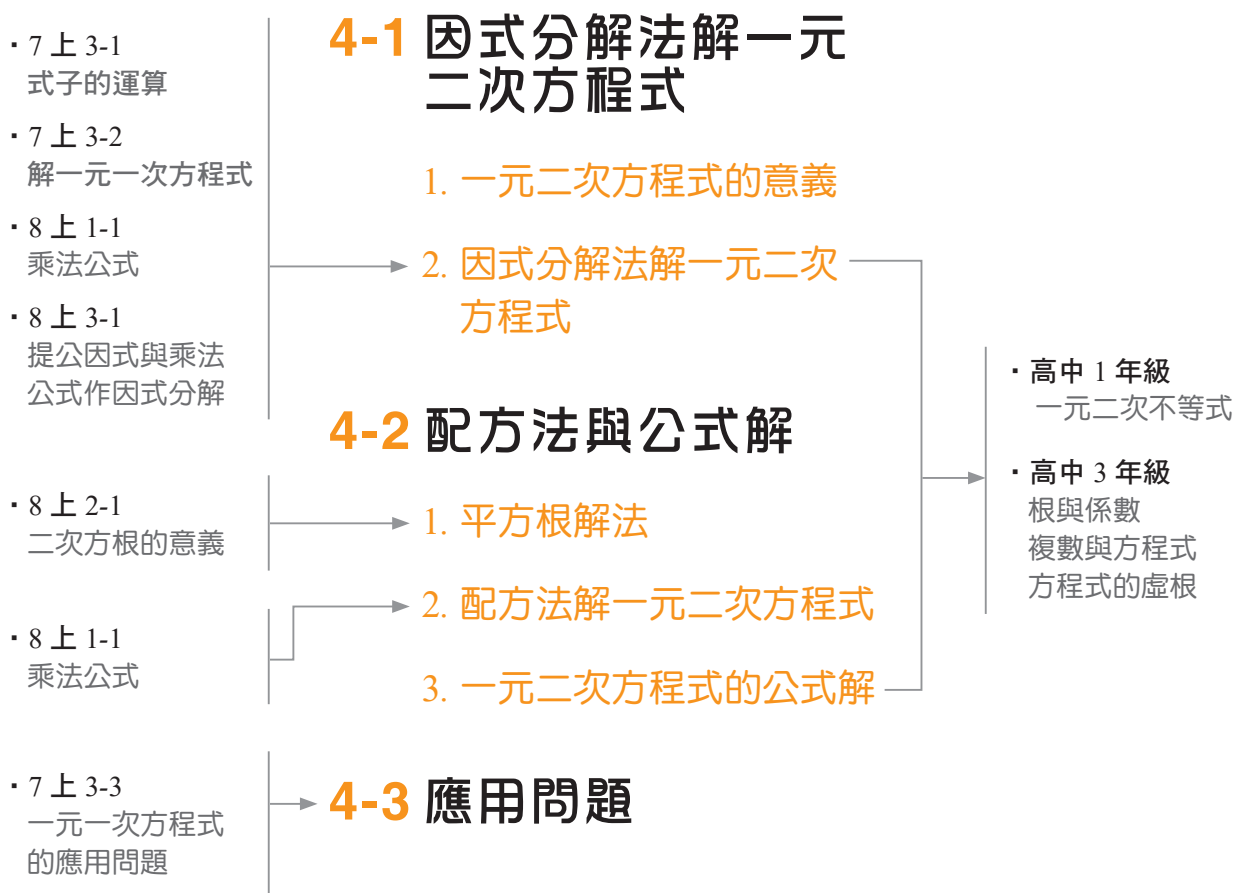 ・7 上 3-1
式子的運算
・7 上 3-2
解一元一次方程式
・8 上 1-1
乘法公式
・8 上 3-1
提公因式與乘法
公式作因式分解
・8 上 2-1
二次方根的意義
・8 上 1-1
乘法公式
・7 上 3-3
一元一次方程式
的應用問題
4-1 因式分解法解一元
二次方程式
1. 一元二次方程式的意義
2. 因式分解法解一元二次
方程式
4-2 配方法與公式解
1. 平方根解法
2. 配方法解一元二次方程式
3. 一元二次方程式的公式解
4-3 應用問題
・高中 1 年級
一元二次不等式
・高中 3 年級
根與係數
複數與方程式
方程式的虛根